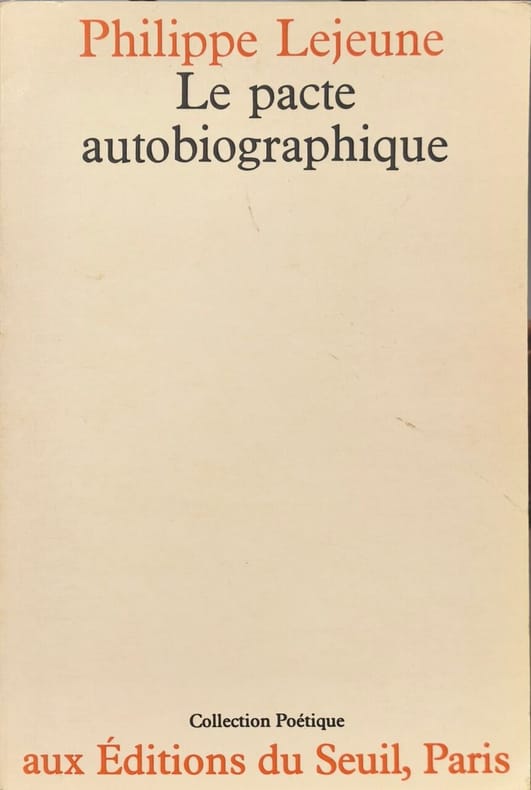 Philippe Lejeune
Le pacte
autobiographique
Collection Poétique
aux Éditions du Seuil, Paris